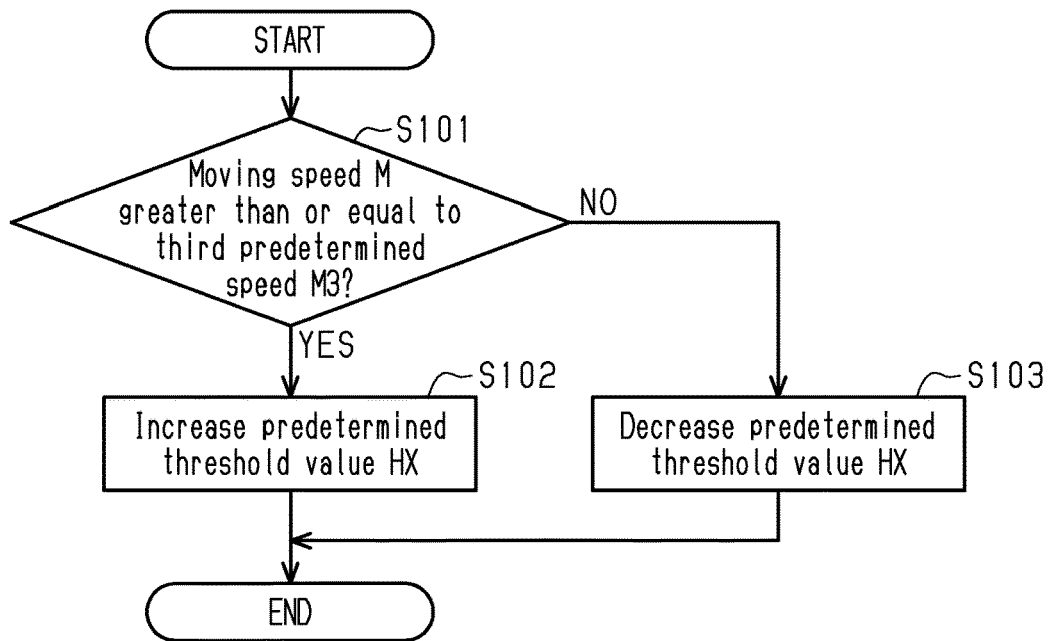 START
S101
Moving speed M
greater than or equal to
third predetermined
speed M3?
NO
YES
S102
Increase predetermined
threshold value HX
S103
Decrease predetermined
threshold value HX
END